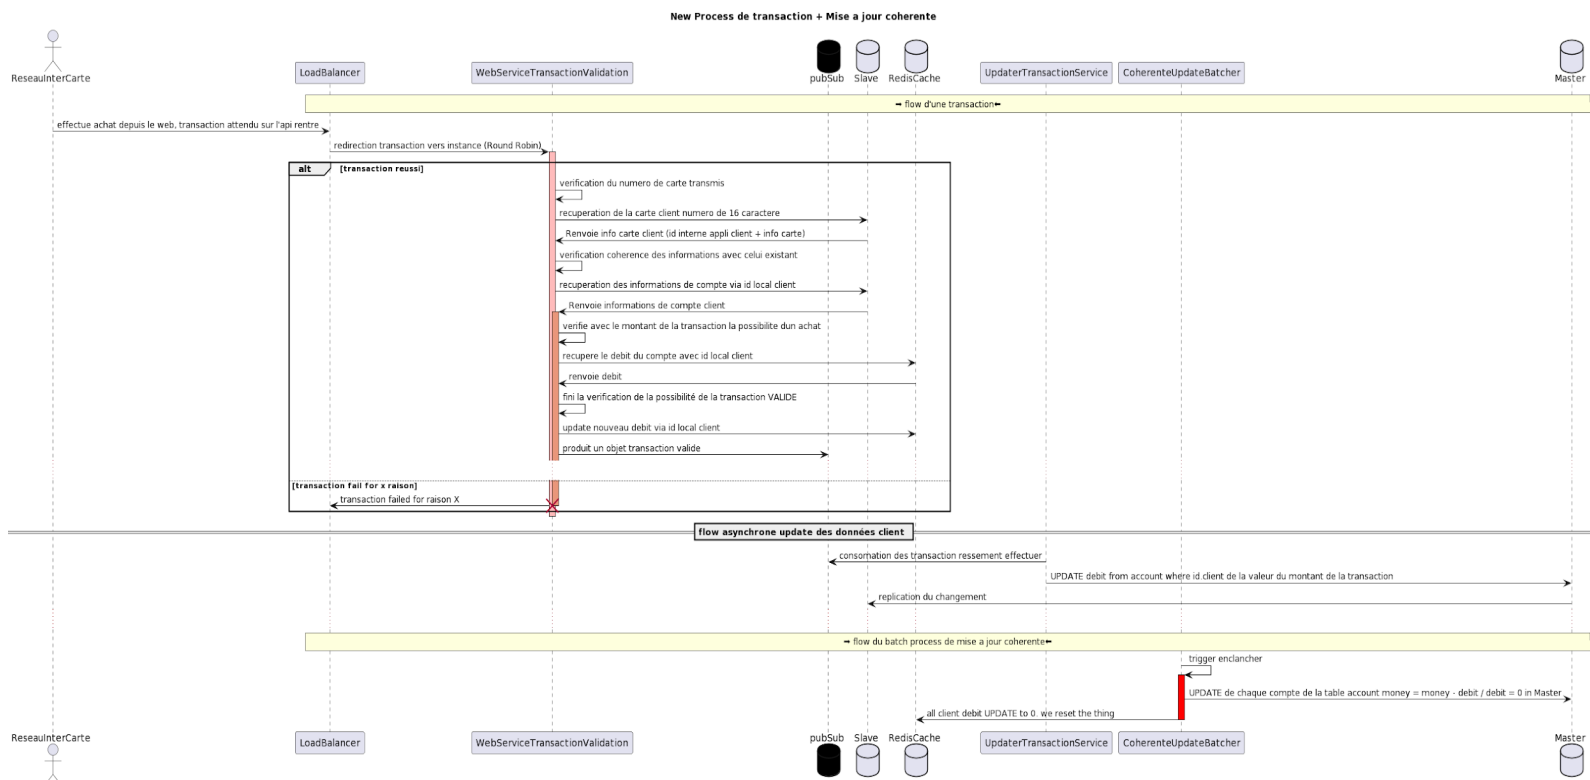 New Process de transaction + Mise a jour coherente
ReseauInterCarte
LoadBalancer
WebServiceTransactionValidation
pubSub
Slave
RedisCache
UpdaterTransactionService
CoherenteUpdateBatcher
Master
➡ flow d'une transaction⬅
effectue achat depuis le web, transaction attendu sur l'api rentre
redirection transaction vers instance (Round Robin)
alt [transaction reussi]
verification du numero de carte transmis
recuperation de la carte client numero de 16 caractere
Renvoie info carte client (id interne appli client + info carte)
verification coherence des informations avec celui existant
recuperation des informations de compte via id local client
Renvoie informations de compte client
verifie avec le montant de la transaction la possibilite dun achat
recupere le debit du compte avec id local client
renvoie debit
fini la verification de la possibilité de la transaction VALIDE
update nouveau debit via id local client
produit un objet transaction valide
[transaction fail for x raison]
transaction failed for raison X
flow asynchrone update des données client
consomation des transaction ressement effectuer
UPDATE debit from account where id.client de la valeur du montant de la transaction
replication du changement
➡ flow du batch process de mise a jour coherente⬅
trigger enclancher
UPDATE de chaque compte de la table account money = money - debit / debit = 0 in Master
all client debit UPDATE to 0. we reset the thing
ReseauInterCarte
LoadBalancer
WebServiceTransactionValidation
pubSub
Slave
RedisCache
UpdaterTransactionService
CoherenteUpdateBatcher
Master